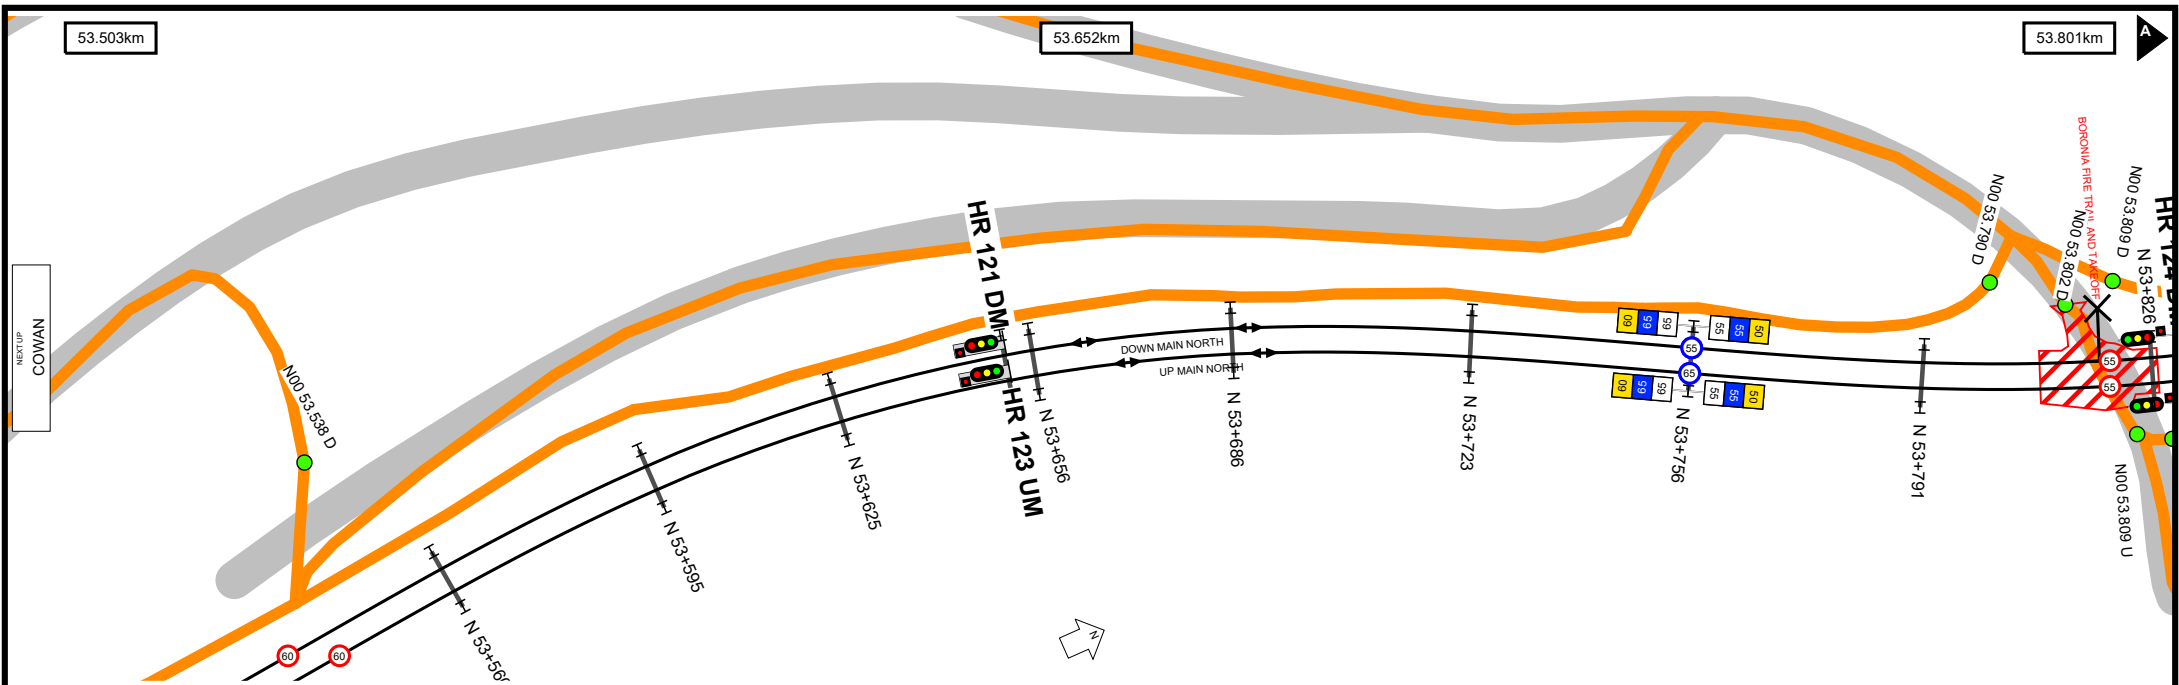 53.503km
53.652km
53.801km
A
NEXT UP
COWAN
N00 53.538 D
HR 121 DM
HR 123 UM
DOWN MAIN NORTH
UP MAIN NORTH
N 53+595
N 53+625
N 53+656
N 53+686
N 53+723
N 53+756
N 53+791
N 53+826
60
60
60
65
65
55
55
50
55
65
60
65
65
55
55
50
N00 53.790 D
N00 53.802 D
N00 53.809 D
N00 53.809 U
BORONIA FIRE TRAIL AND TAKEOFF
55
55
N